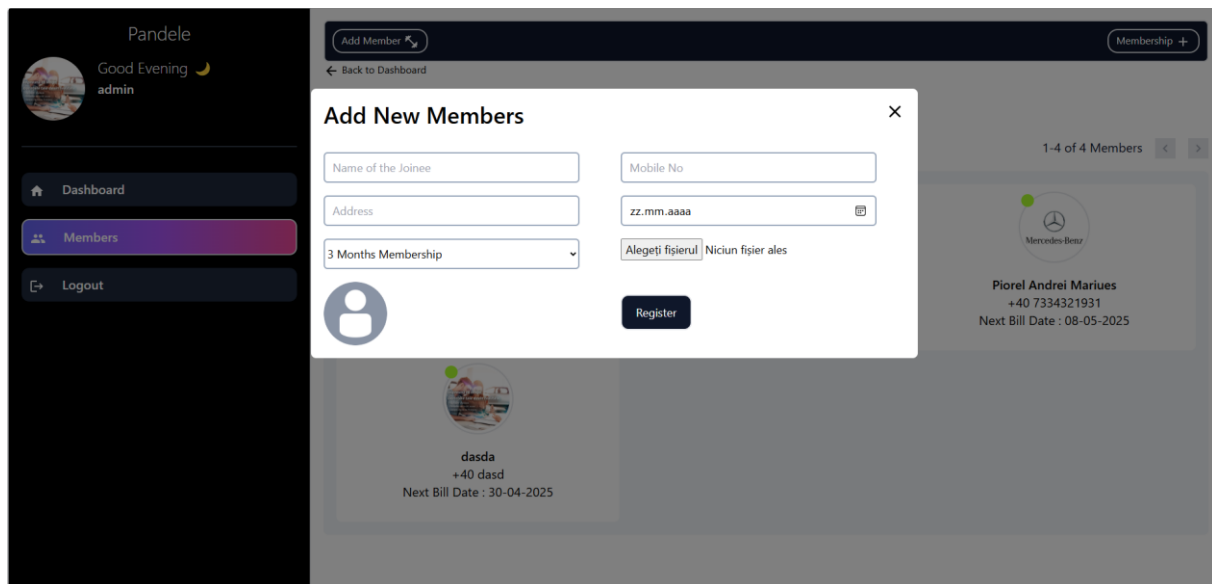 Pandele
Good Evening
admin
Dashboard
Members
Logout
Add Member
Membership +
Back to Dashboard
1-4 of 4 Members
Add New Members
Name of the Joinee
Mobile No
Address
zz.mm.aaaa
3 Months Membership
Alegeți fișierul Niciun fișier ales
Register
Mercedes-Benz
Piorel Andrei Mariues
+40 7334321931
Next Bill Date : 08-05-2025
dasda
+40 dasd
Next Bill Date : 30-04-2025